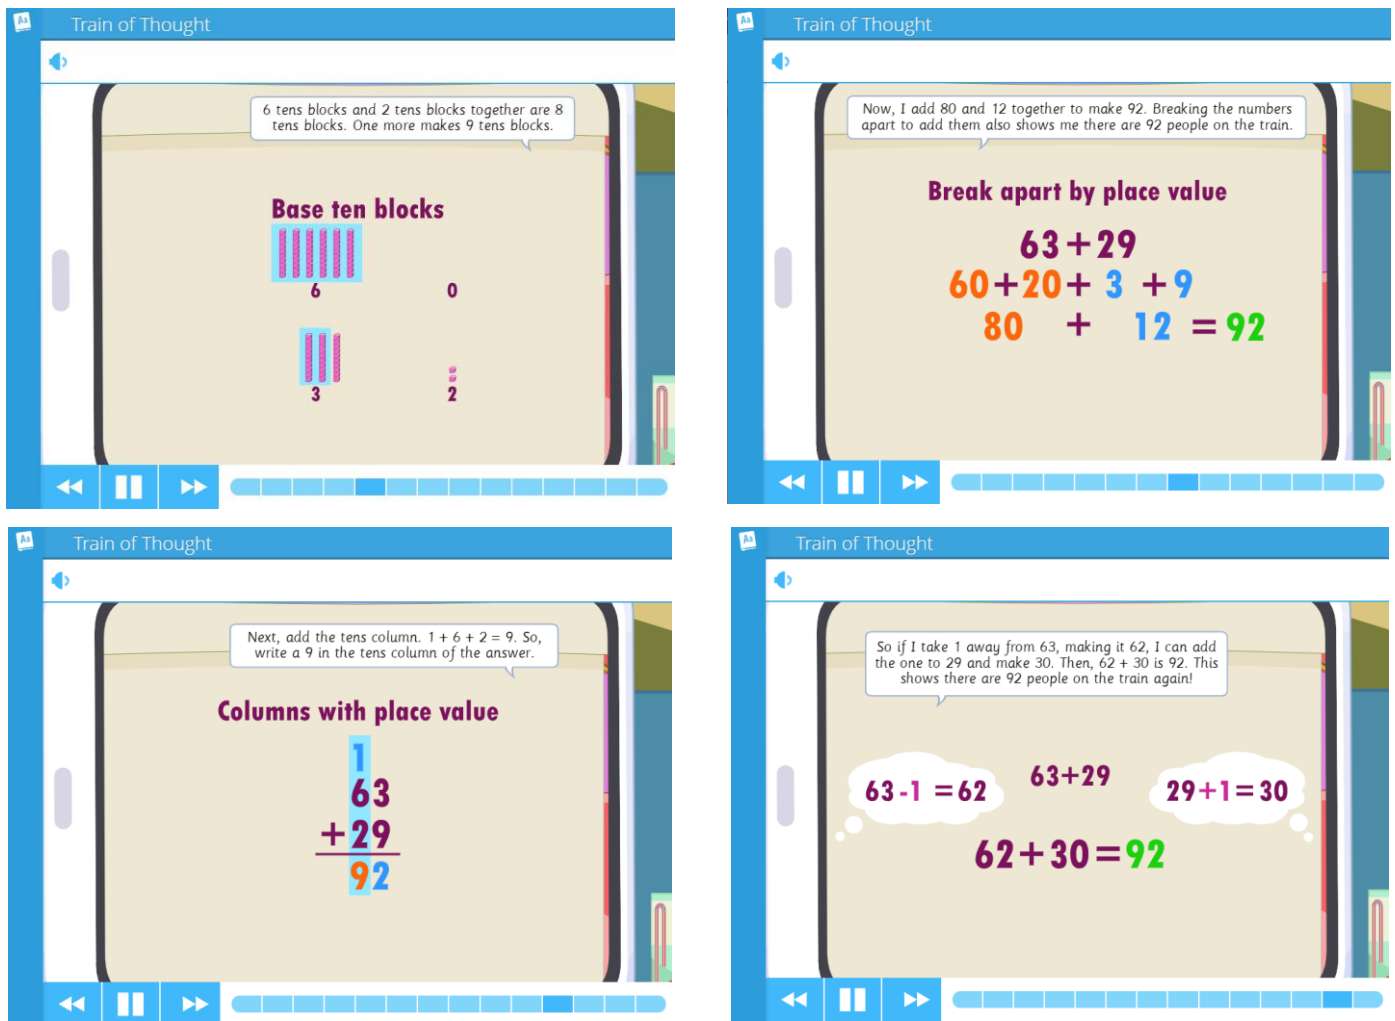 Aa
Train of Thought
6 tens blocks and 2 tens blocks together are 8
tens blocks. One more makes 9 tens blocks.
Base ten blocks
6 0
3 2
Aa
Train of Thought
Now, I add 80 and 12 together to make 92. Breaking the numbers
apart to add them also shows me there are 92 people on the train.
Break apart by place value
63+29
60+20+ 3 +9
80 + 12 = 92
Aa
Train of Thought
Next, add the tens column. 1 + 6 + 2 = 9. So,
write a 9 in the tens column of the answer.
Columns with place value
1
63
+29
92
Aa
Train of Thought
So if I take 1 away from 63, making it 62, I can add
the one to 29 and make 30. Then, 62 + 30 is 92. This
shows there are 92 people on the train again!
63+29
63-1 =62
29+1=30
62+30=92